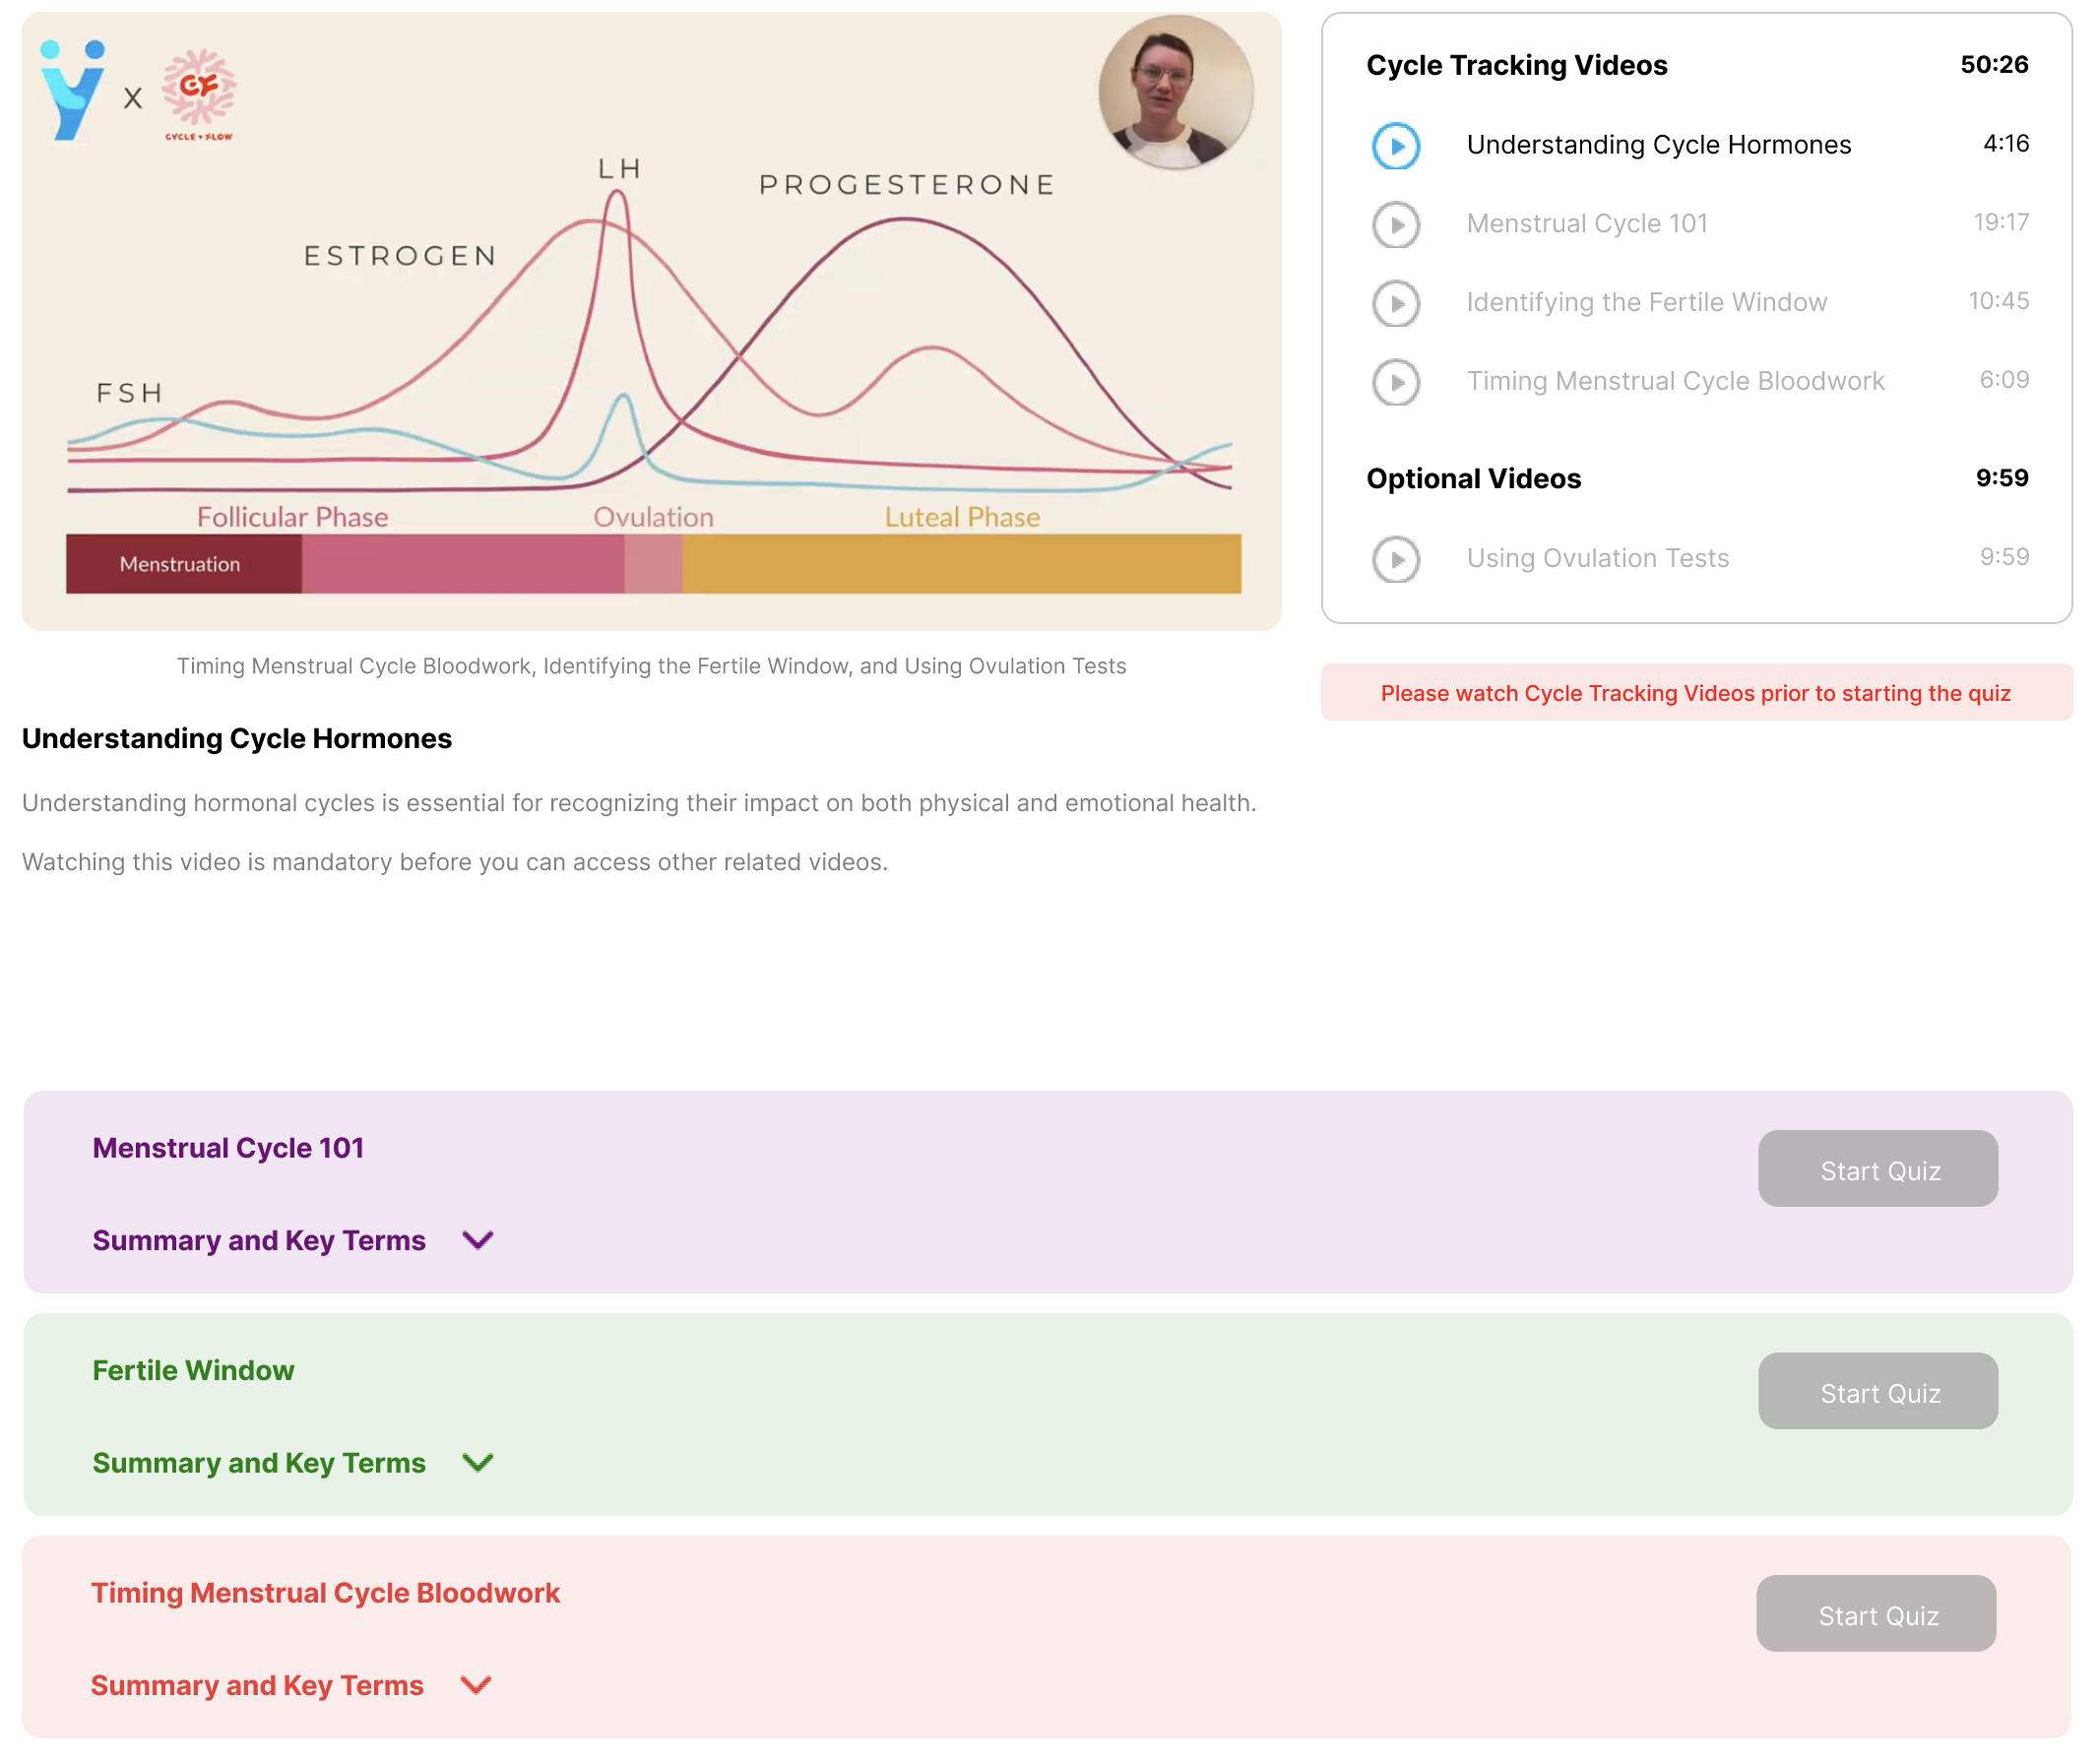 x
CF
CYCLE + FLOW
LH
PROGESTERONE
ESTROGEN
FSH
Follicular Phase
Ovulation
Luteal Phase
Menstruation
Timing Menstrual Cycle Bloodwork, Identifying the Fertile Window, and Using Ovulation Tests
Cycle Tracking Videos 50:26
Understanding Cycle Hormones 4:16
Menstrual Cycle 101 19:17
Identifying the Fertile Window 10:45
Timing Menstrual Cycle Bloodwork 6:09
Optional Videos 9:59
Using Ovulation Tests 9:59
Please watch Cycle Tracking Videos prior to starting the quiz
Understanding Cycle Hormones
Understanding hormonal cycles is essential for recognizing their impact on both physical and emotional health.
Watching this video is mandatory before you can access other related videos.
Menstrual Cycle 101
Start Quiz
Summary and Key Terms
Fertile Window
Start Quiz
Summary and Key Terms
Timing Menstrual Cycle Bloodwork
Start Quiz
Summary and Key Terms